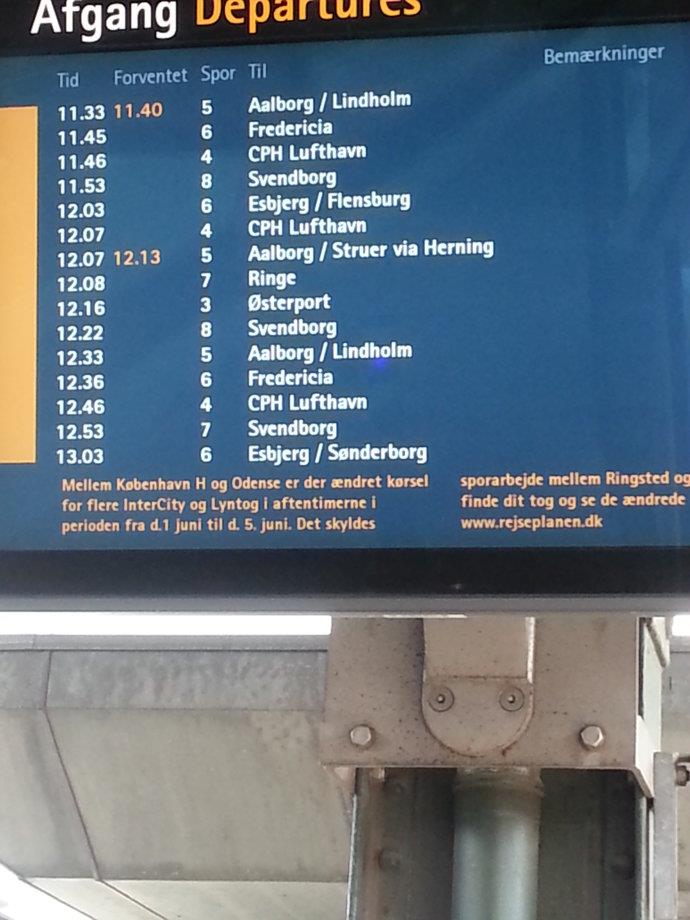 Afgang Departures
Tid Forventet Spor Til Bemærkninger
11.33 11.40 5 Aalborg / Lindholm
11.45 6 Fredericia
11.46 4 CPH Lufthavn
11.53 8 Svendborg
12.03 6 Esbjerg / Flensburg
12.07 4 CPH Lufthavn
12.07 12.13 5 Aalborg / Struer via Herning
12.08 7 Ringe
12.16 3 Østerport
12.22 8 Svendborg
12.33 5 Aalborg / Lindholm
12.36 6 Fredericia
12.46 4 CPH Lufthavn
12.53 7 Svendborg
13.03 6 Esbjerg / Sønderborg
Mellem København H og Odense er der ændret kørsel
for flere InterCity og Lyntog i aftentimerne i
perioden fra d.1 juni til d. 5. juni. Det skyldes
sporarbejde mellem Ringsted og
finde dit tog og se de ændrede
www.rejseplanen.dk